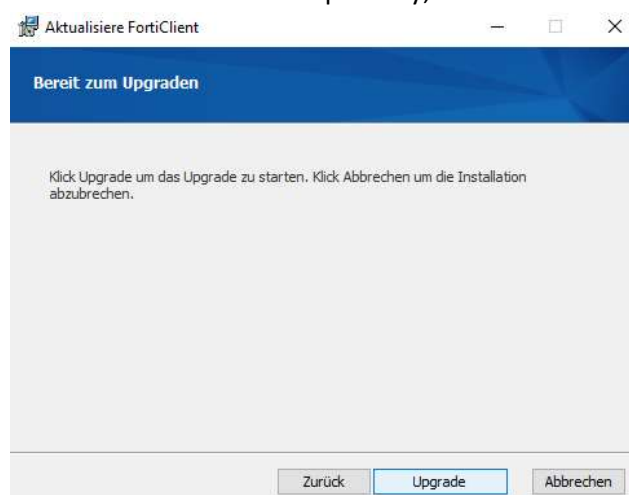 Aktualisiere FortiClient
Bereit zum Upgraden
Klick Upgrade um das Upgrade zu starten. Klick Abbrechen um die Installation
abzubrechen.
Zurück Upgrade Abbrechen